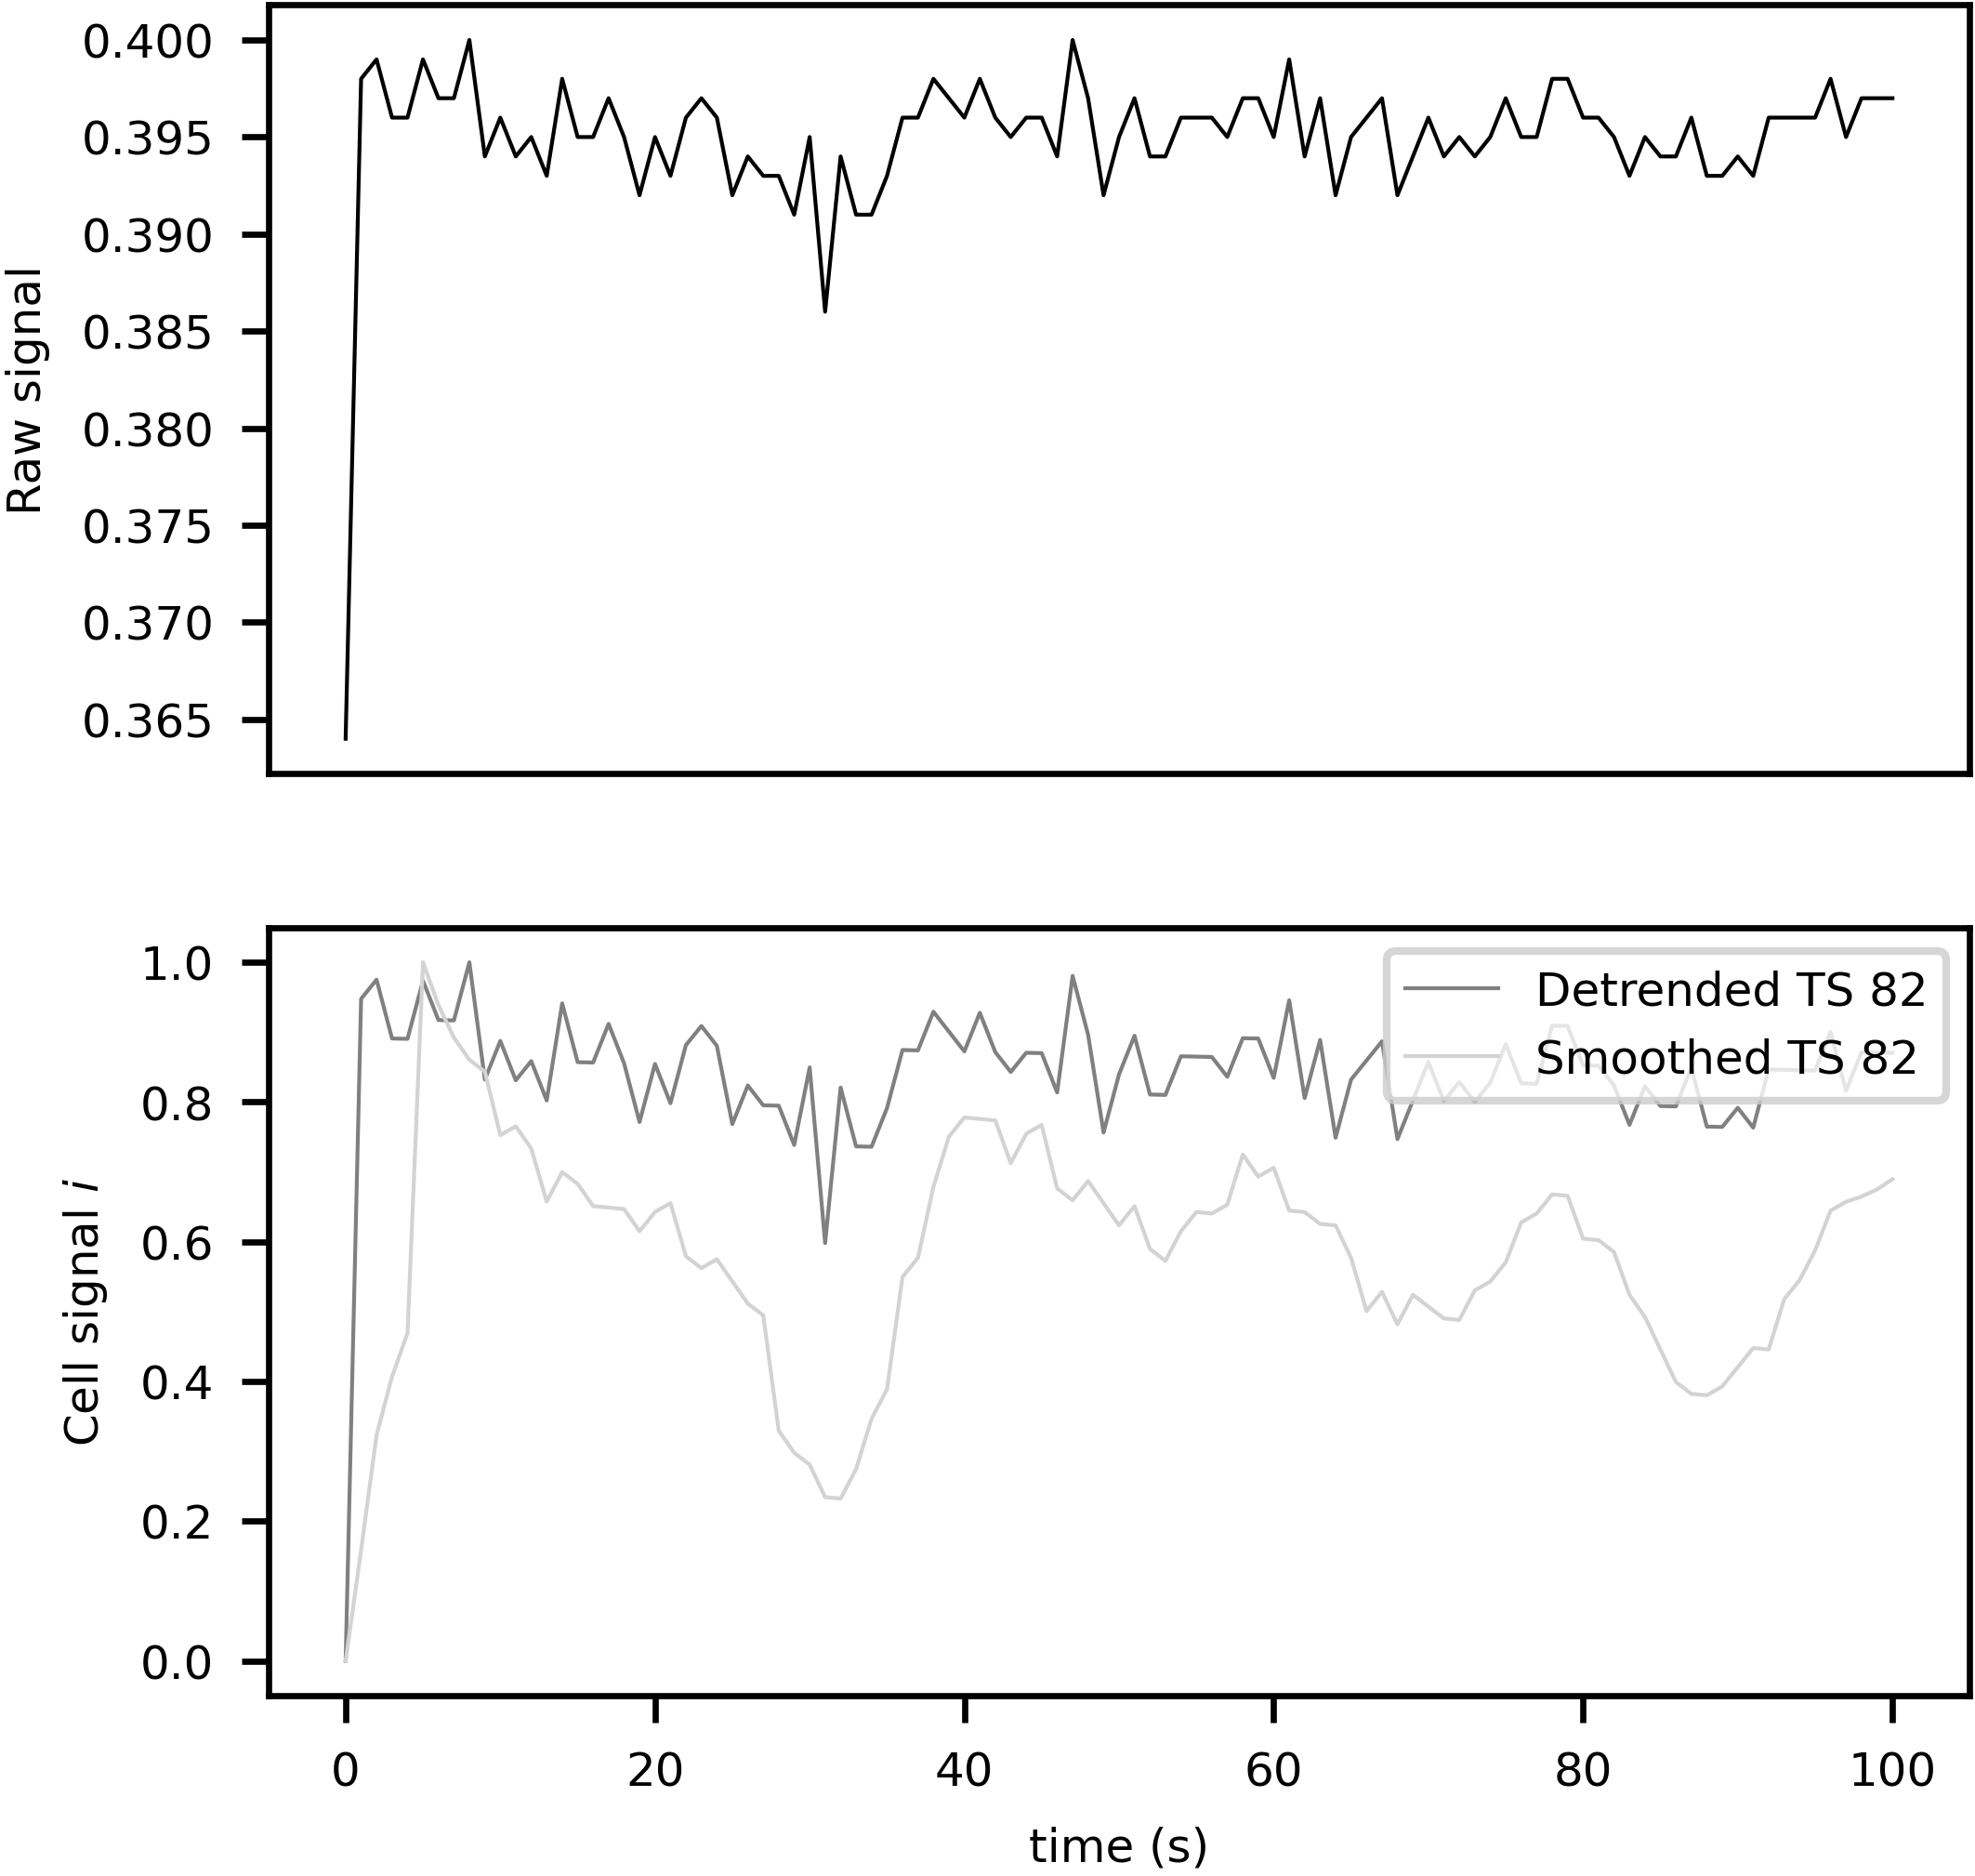 Raw signal
0.400
0.395
0.390
0.385
0.380
0.375
0.370
0.365
Cell signal i
1.0
0.8
0.6
0.4
0.2
0.0
Detrended TS 82
Smoothed TS 82
0 20 40 60 80 100
time (s)